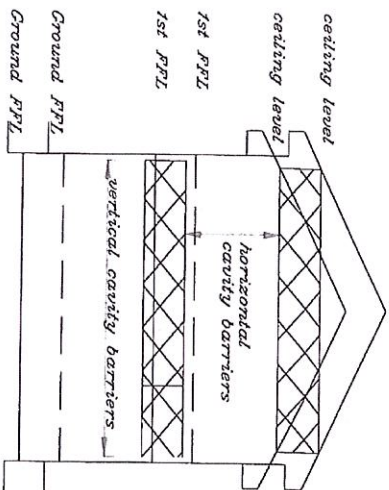 ceiling level
ceiling level
1st FFL
1st FFL
Ground FFL
Ground FFL
horizontal
cavity barriers
vertical cavity barriers